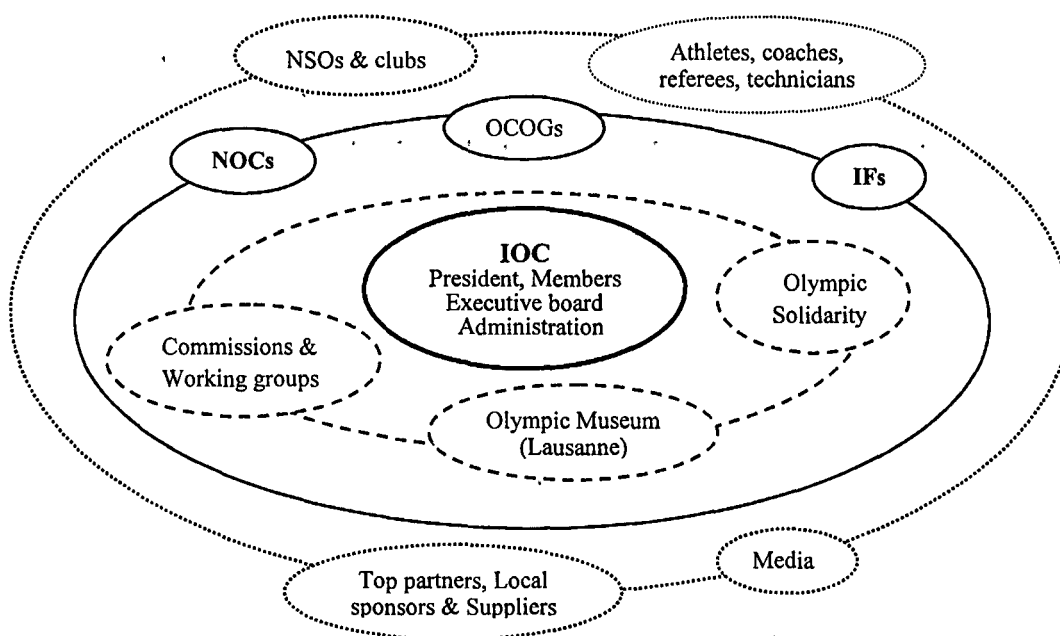 NSOs & clubs
Athletes, coaches,
referees, technicians
OCOGs
NOCs
IFs
IOC
President, Members
Executive board
Administration
Olympic
Solidarity
Commissions &
Working groups
Olympic Museum
(Lausanne)
Media
Top partners, Local
sponsors & Suppliers